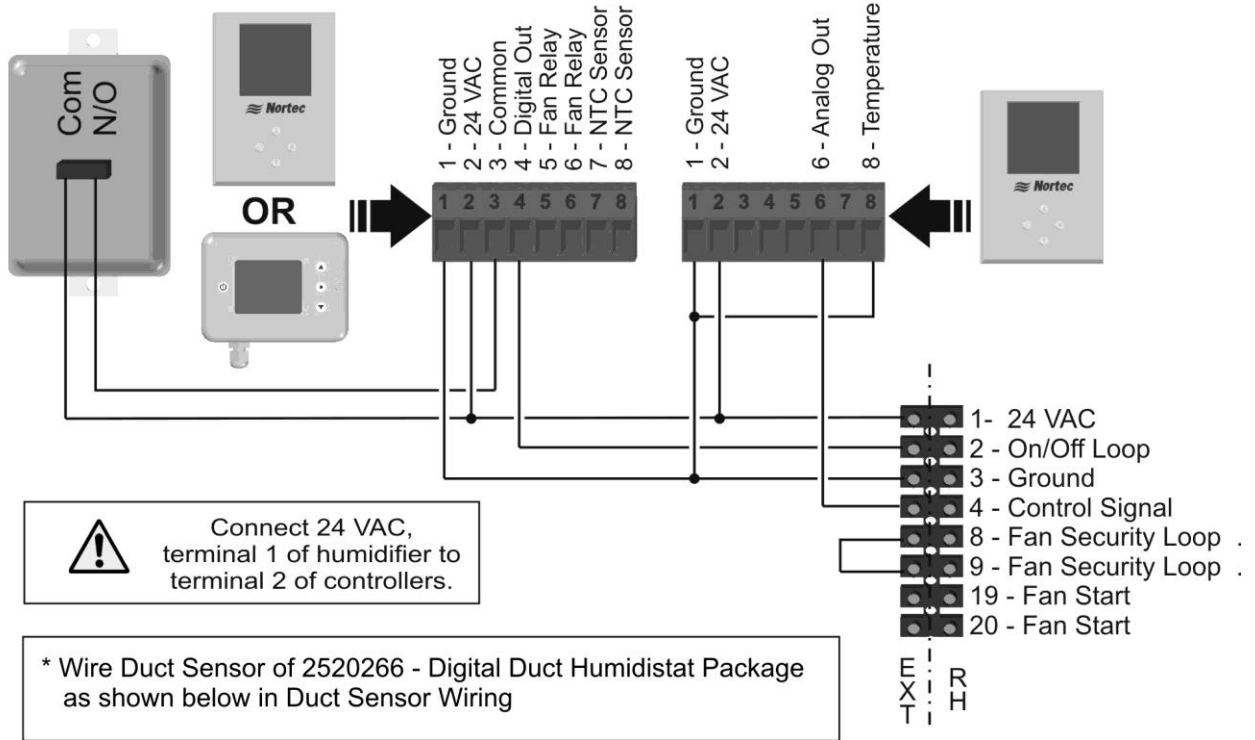 Com
N/O
Nortec
OR
1 - Ground
2 - 24 VAC
3 - Common
4 - Digital Out
5 - Fan Relay
6 - Fan Relay
7 - NTC Sensor
8 - NTC Sensor
1 2 3 4 5 6 7 8
1 - Ground
2 - 24 VAC
6 - Analog Out
8 - Temperature
1 2 3 4 5 6 7 8
Nortec
1- 24 VAC
2 - On/Off Loop
3 - Ground
4 - Control Signal
8 - Fan Security Loop .
9 - Fan Security Loop .
19 - Fan Start
20 - Fan Start
EXT
RH
Connect 24 VAC,
terminal 1 of humidifier to
terminal 2 of controllers.
* Wire Duct Sensor of 2520266 - Digital Duct Humidistat Package
as shown below in Duct Sensor Wiring